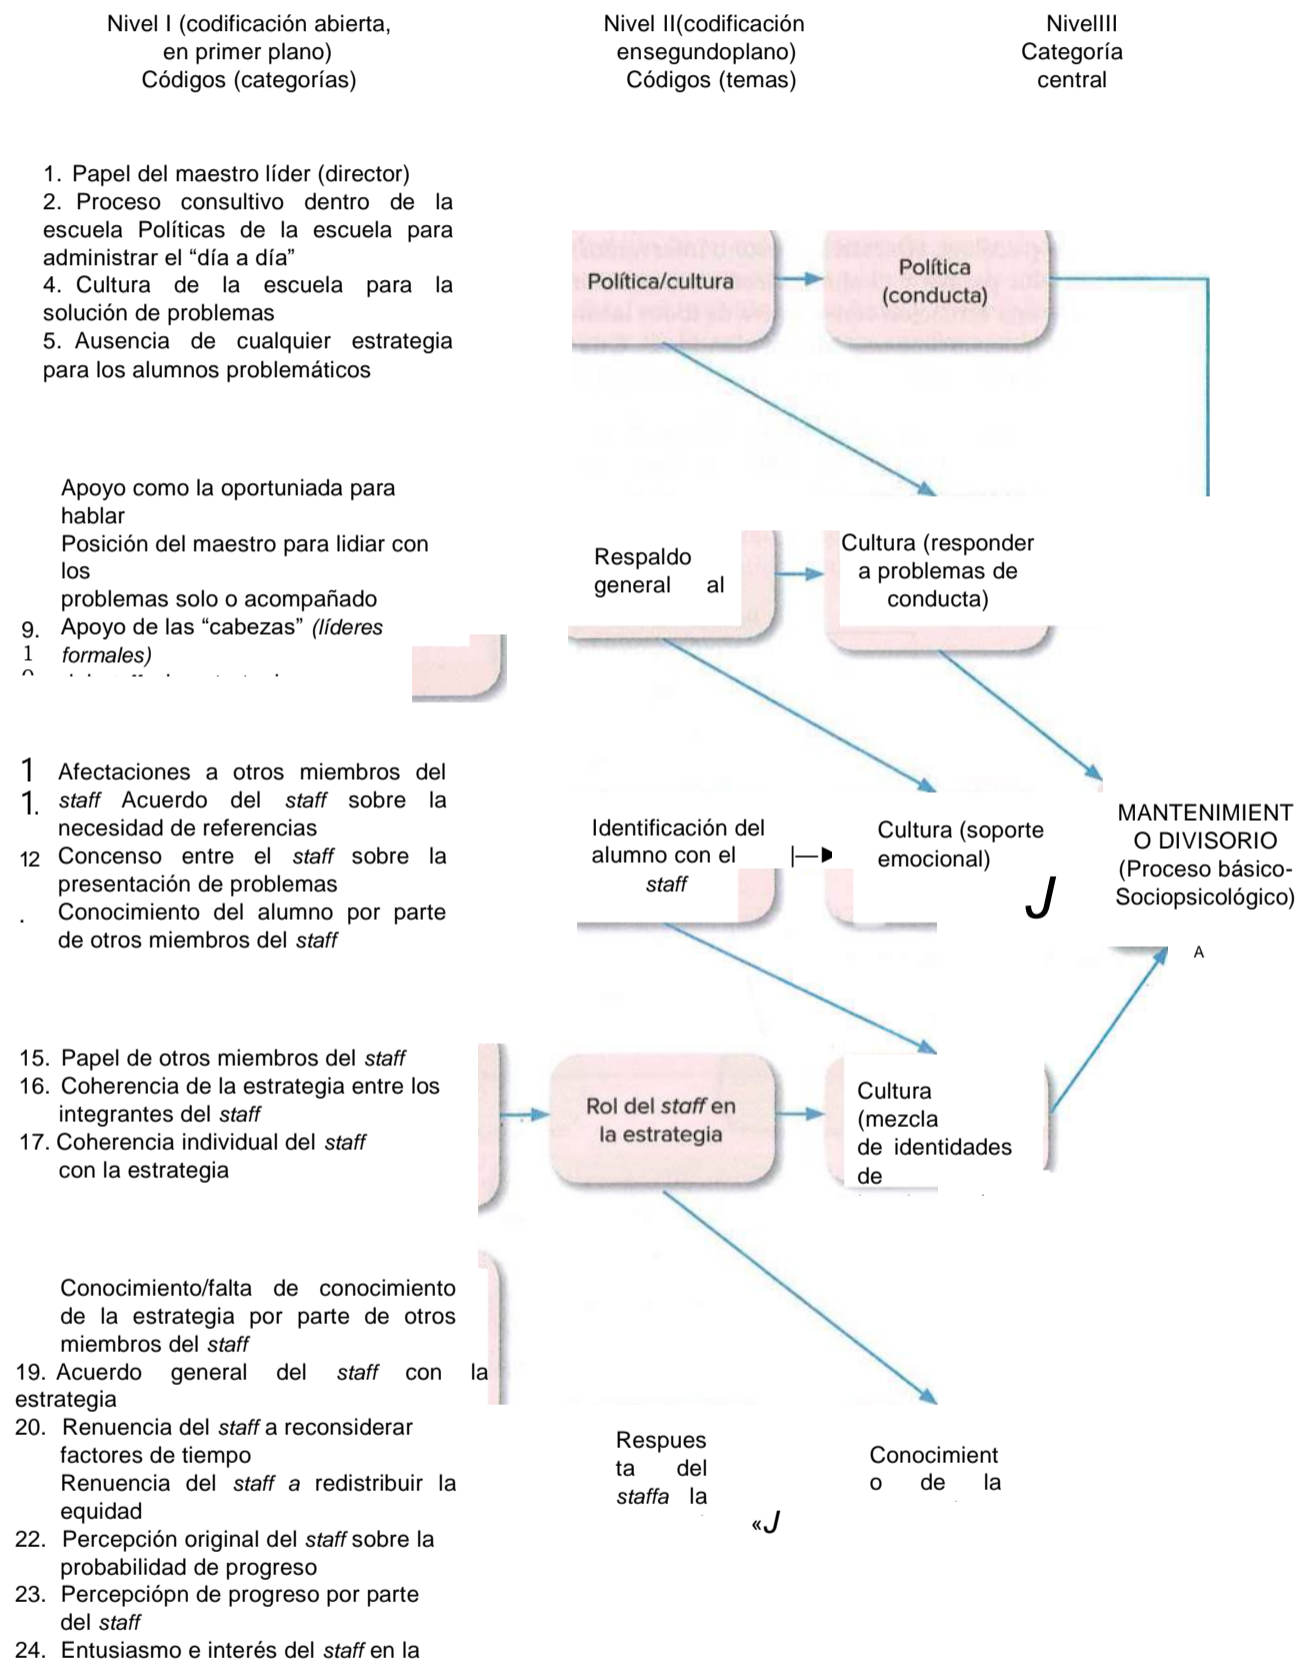 Nivel I (codificación abierta,
en primer plano)
Códigos (categorías)
Nivel II(codificación
ensegundoplano)
Códigos (temas)
NivelIII
Categoría
central
1. Papel del maestro líder (director)
2. Proceso consultivo dentro de la
escuela Políticas de la escuela para
administrar el “día a día”
4. Cultura de la escuela para la
solución de problemas
5. Ausencia de cualquier estrategia
para los alumnos problemáticos
Política/cultura
Política
(conducta)
Apoyo como la oportuniada para
hablar
Posición del maestro para lidiar con
los
problemas solo o acompañado
9. Apoyo de las “cabezas” (líderes
1 formales)
Respaldo
general al
Cultura (responder
a problemas de
conducta)
1 Afectaciones a otros miembros del
1. staff Acuerdo del staff sobre la
necesidad de referencias
12 Concenso entre el staff sobre la
presentación de problemas
. Conocimiento del alumno por parte
de otros miembros del staff
Identificación del
alumno con el
staff
Cultura (soporte
emocional)
J
MANTENIMIENT
O DIVISORIO
(Proceso básico-
Sociopsicológico)
A
15. Papel de otros miembros del staff
16. Coherencia de la estrategia entre los
integrantes del staff
17. Coherencia individual del staff
con la estrategia
Rol del staff en
la estrategia
Cultura
(mezcla
de identidades
de
Conocimiento/falta de conocimiento
de la estrategia por parte de otros
miembros del staff
19. Acuerdo general del staff con la
estrategia
20. Renuencia del staff a reconsiderar
factores de tiempo
Renuencia del staff a redistribuir la
equidad
22. Percepción original del staff sobre la
probabilidad de progreso
23. Percepciópn de progreso por parte
del staff
24. Entusiasmo e interés del staff en la
Respues
ta del
staffa la
«J
Conocimient
o de la